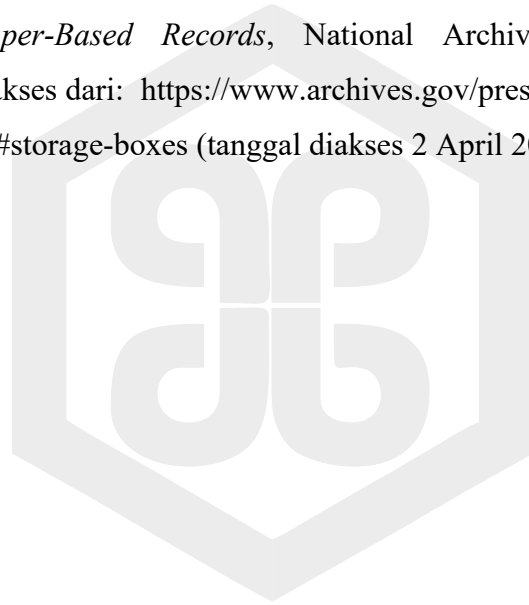 per-Based Records, National Archiv
kses dari: https://www.archives.gov/pres
#storage-boxes (tanggal diakses 2 April 20